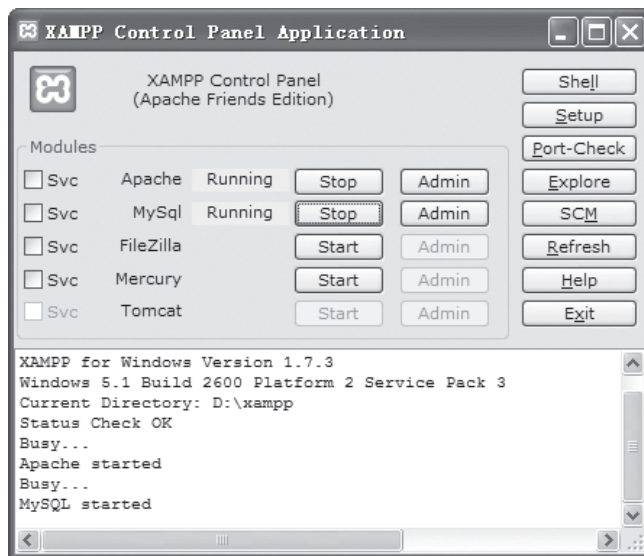 XAMPP Control Panel Application
XAMPP Control Panel
(Apache Friends Edition)
Shell
Setup
Port-Check
Explore
SCM
Refresh
Help
Exit
Modules
Svc Apache Running Stop Admin
Svc MySql Running Stop Admin
Svc FileZilla Start Admin
Svc Mercury Start Admin
Svc Tomcat Start Admin
XAMPP for Windows Version 1.7.3
Windows 5.1 Build 2600 Platform 2 Service Pack 3
Current Directory: D:\xampp
Status Check OK
Busy...
Apache started
Busy...
MySQL started